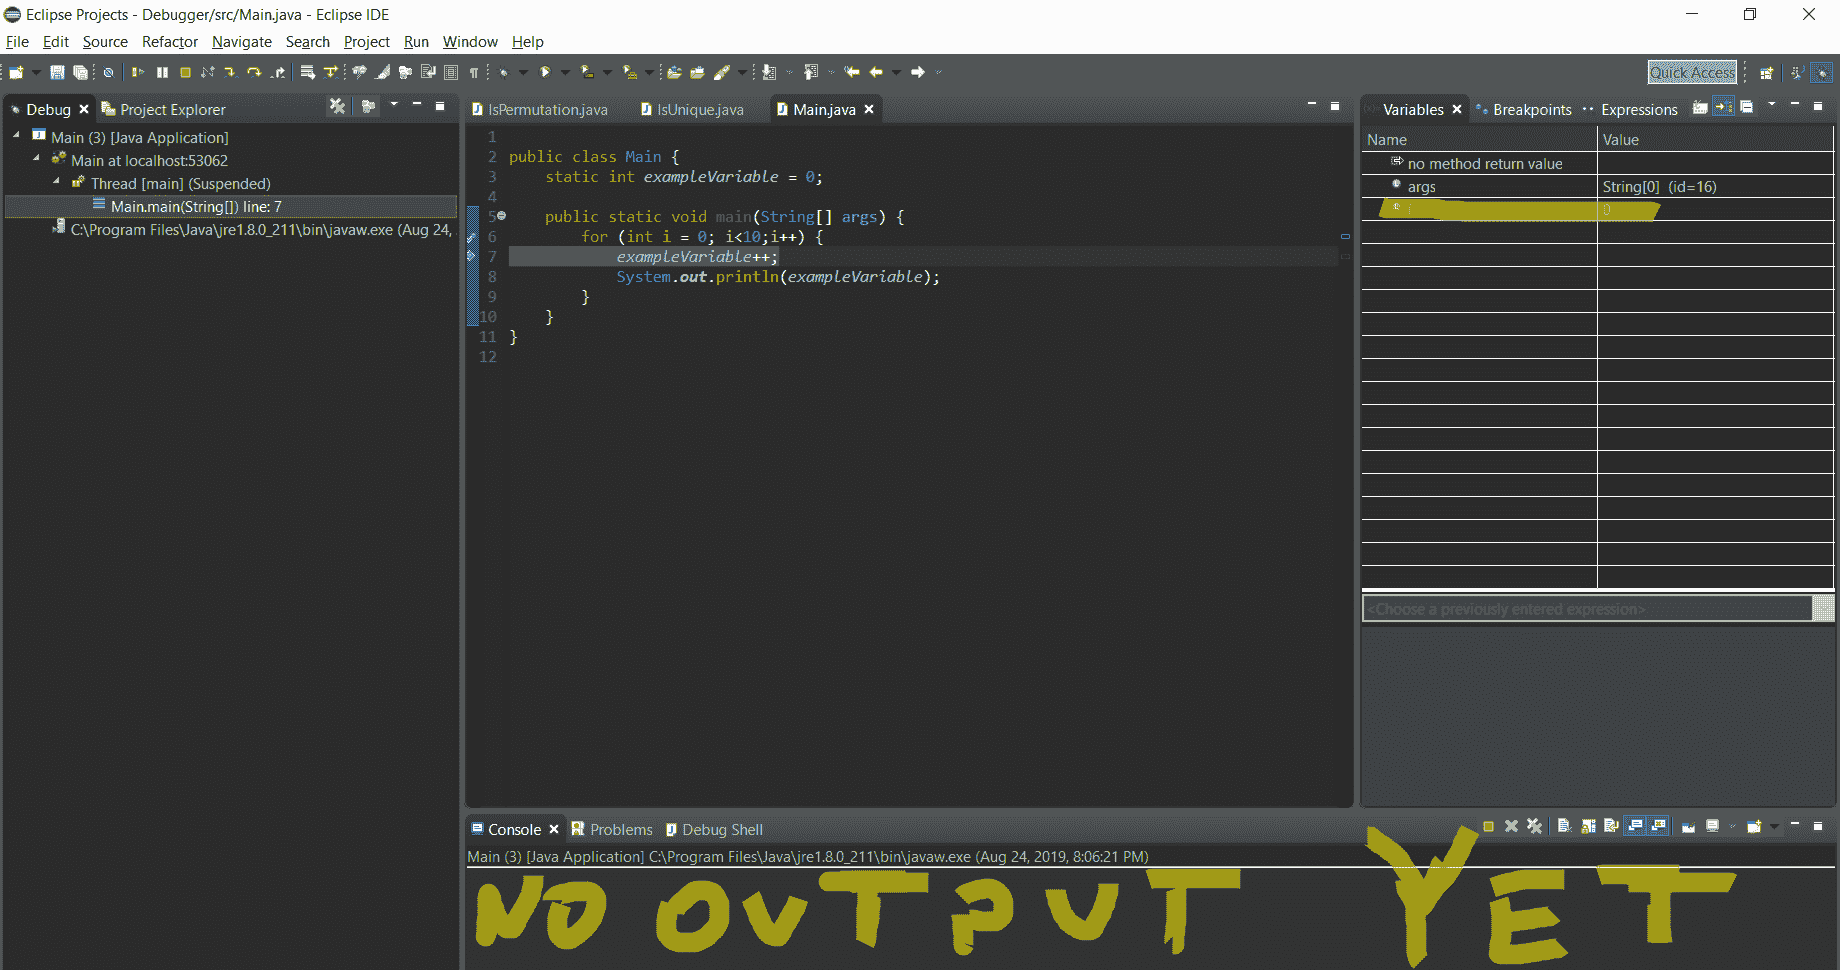 Eclipse Projects - Debugger/src/Main.java - Eclipse IDE
File Edit Source Refactor Navigate Search Project Run Window Help
Quick Access
Debug Project Explorer
Main (3) [Java Application]
Main at localhost:53062
Thread [main] (Suspended)
Main.main(String[]) line: 7
C:\Program Files\Java\jre1.8.0_211\bin\javaw.exe (Aug 24,
IsPermutation.java IsUnique.java Main.java
1
2 public class Main {
3 static int exampleVariable = 0;
4
5 public static void main(String[] args) {
6 for (int i = 0; i<10;i++) {
7 exampleVariable++;
8 System.out.println(exampleVariable);
9 }
10 }
11 }
12
Variables Breakpoints Expressions
Name Value
no method return value
args String[0] (id=16)
0
<Choose a previously entered expression>
Console Problems Debug Shell
Main (3) [Java Application] C:\Program Files\Java\jre1.8.0_211\bin\javaw.exe (Aug 24, 2019, 8:06:21 PM)
NO OUTPUT YET